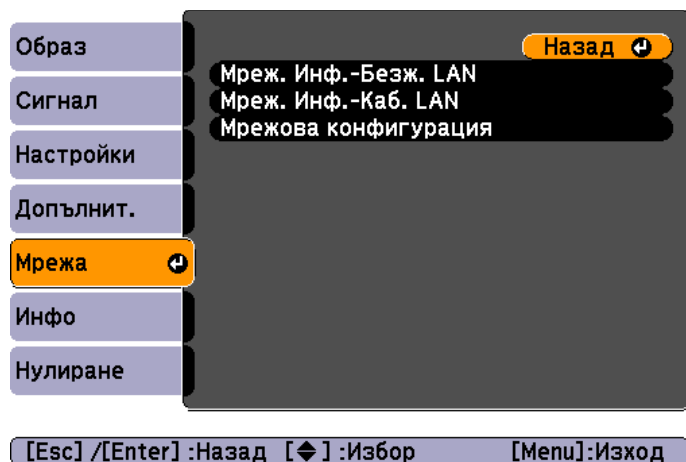 Образ
Сигнал
Настройки
Допълнит.
Мрежа
Инфо
Нулиране
Назад
Мреж. Инф.-Безж. LAN
Мреж. Инф.-Каб. LAN
Мрежова конфигурация
[Esc] /[Enter] :Назад [◆] :Избор [Menu]:Изход